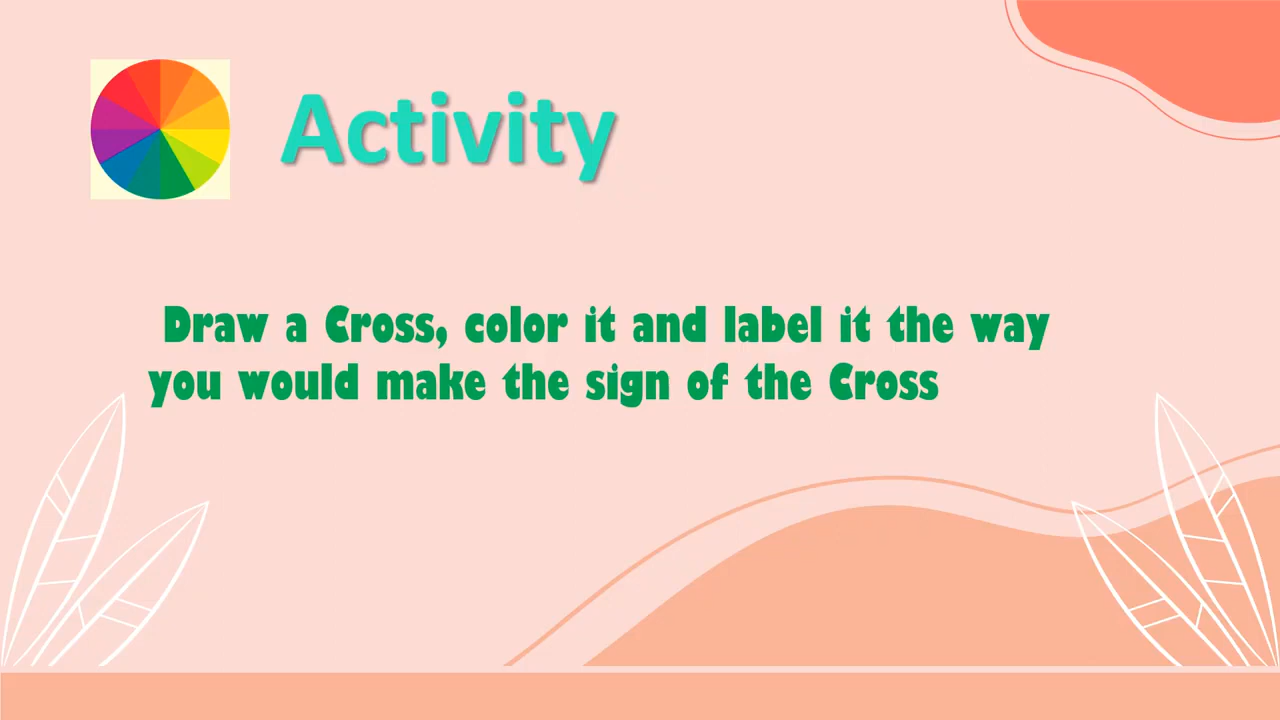 Activity
Draw a Cross, color it and label it the way
you would make the sign of the Cross